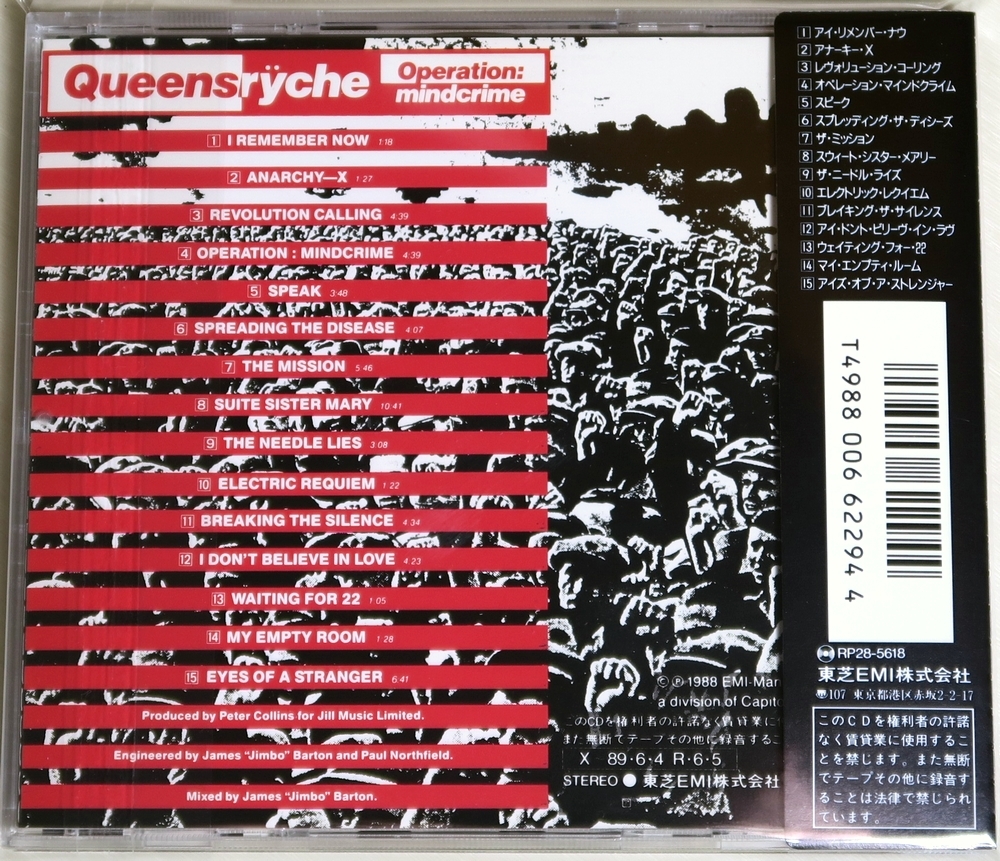 Queensrÿche
Operation:
mindcrime
1 I REMEMBER NOW 1:18
2 ANARCHY—X 1:27
3 REVOLUTION CALLING 4:39
4 OPERATION : MINDCRIME 4:39
5 SPEAK 3:48
6 SPREADING THE DISEASE 4 07
7 THE MISSION 5:46
8 SUITE SISTER MARY 10:41
9 THE NEEDLE LIES 3 08
10 ELECTRIC REQUIEM 1 22
11 BREAKING THE SILENCE 4 34
12 I DON'T BELIEVE IN LOVE 4 23
13 WAITING FOR 22 1:05
14 MY EMPTY ROOM 1 28
15 EYES OF A STRANGER 6:41
Produced by Peter Collins for Jill Music Limited.
Engineered by James "Jimbo" Barton and Paul Northfield.
Mixed by James "Jimbo" Barton.
© ℗ 1988 EMI-Man
a division of Capito
このCDを権利者の許諾なく賃貸業に
また無断でテープその他に録音するこ
X 89・6・4 R・6・5
STEREO ● 東芝EMI株式会社
1 アイ・リメンバー・ナウ
2 アナーキー・X
3 レヴォリューション・コーリング
4 オペレーション・マインドクライム
5 スピーク
6 スプレッディング・ザ・ディシーズ
7 ザ・ミッション
8 スウィート・シスター・メアリー
9 ザ・ニードル・ライズ
10 エレクトリック・レクイエム
11 ブレイキング・ザ・サイレンス
12 アイ・ドント・ビリーヴ・イン・ラヴ
13 ウェイティング・フォー・22
14 マイ・エンプティ・ルーム
15 アイズ・オブ・ア・ストレンジャー
T4988 006 62294 4
RP28-5618
東芝EMI株式会社
〠107 東京都港区赤坂2-2-17
このCDを権利者の許諾
なく賃貸業に使用するこ
とを禁じます。また無断
でテープその他に録音す
ることは法律で禁じられ
ています。